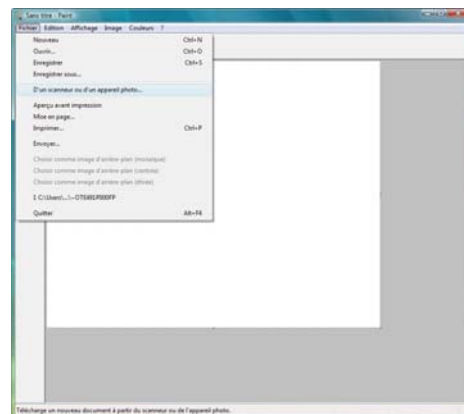 Sans titre - Paint
Fichier Edition Affichage Image Couleurs ?
Nouveau Ctrl+N
Ouvrir... Ctrl+O
Enregistrer Ctrl+S
Enregistrer sous...
D'un scanneur ou d'un appareil photo...
Aperçu avant impression
Mise en page...
Imprimer... Ctrl+P
Envoyer...
Choisir comme image d'arrière-plan (mosaïque)
Choisir comme image d'arrière-plan (centrée)
Choisir comme image d'arrière-plan (étirée)
Quitter Alt+F4
Télécharge un nouveau document à partir du scanneur ou de l'appareil photo.